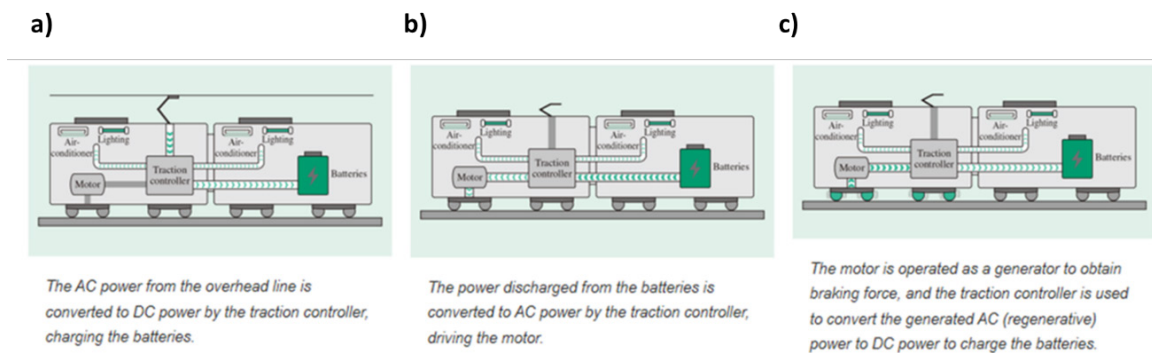 a)
b)
c)
Air-
conditioner
Lighting
Lighting
Air-
conditioner
Traction
controller
Motor
Batteries
The AC power from the overhead line is
converted to DC power by the traction controller,
charging the batteries.
Air-
conditioner
Lighting
Lighting
Air-
conditioner
Traction
controller
Motor
Batteries
The power discharged from the batteries is
converted to AC power by the traction controller,
driving the motor.
Air-
conditioner
Lighting
Lighting
Air-
conditioner
Traction
controller
Motor
Batteries
The motor is operated as a generator to obtain
braking force, and the traction controller is used
to convert the generated AC (regenerative)
power to DC power to charge the batteries.